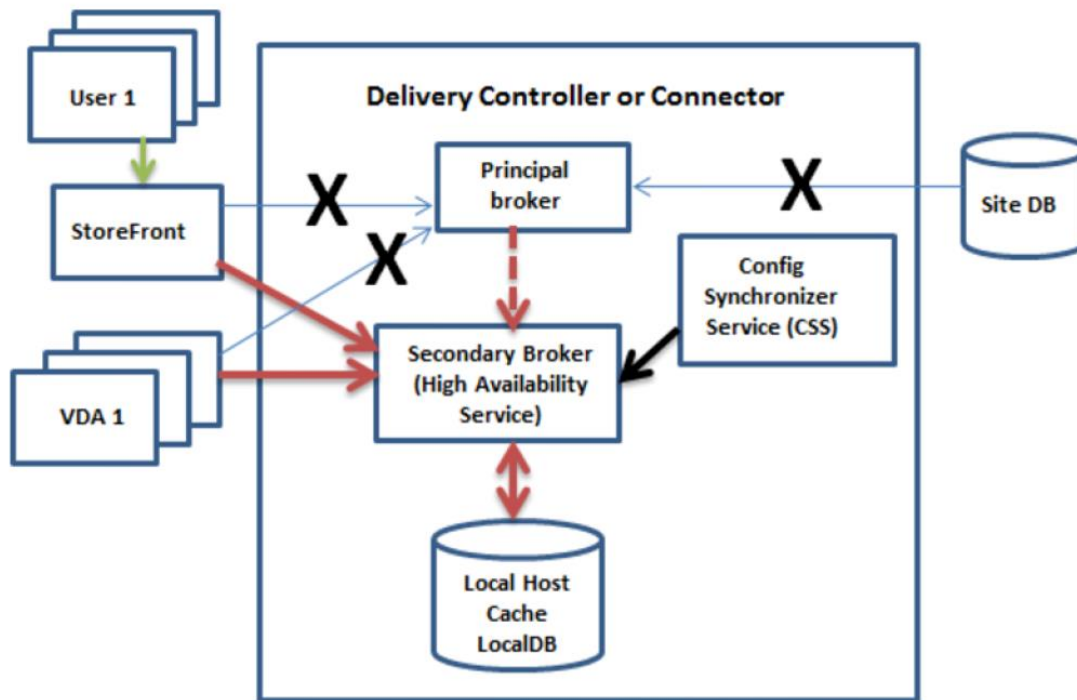 User 1
StoreFront
VDA 1
Delivery Controller or Connector
Principal
broker
X
X
X
Site DB
Config
Synchronizer
Service (CSS)
Secondary Broker
(High Availability
Service)
Local Host
Cache
LocalDB